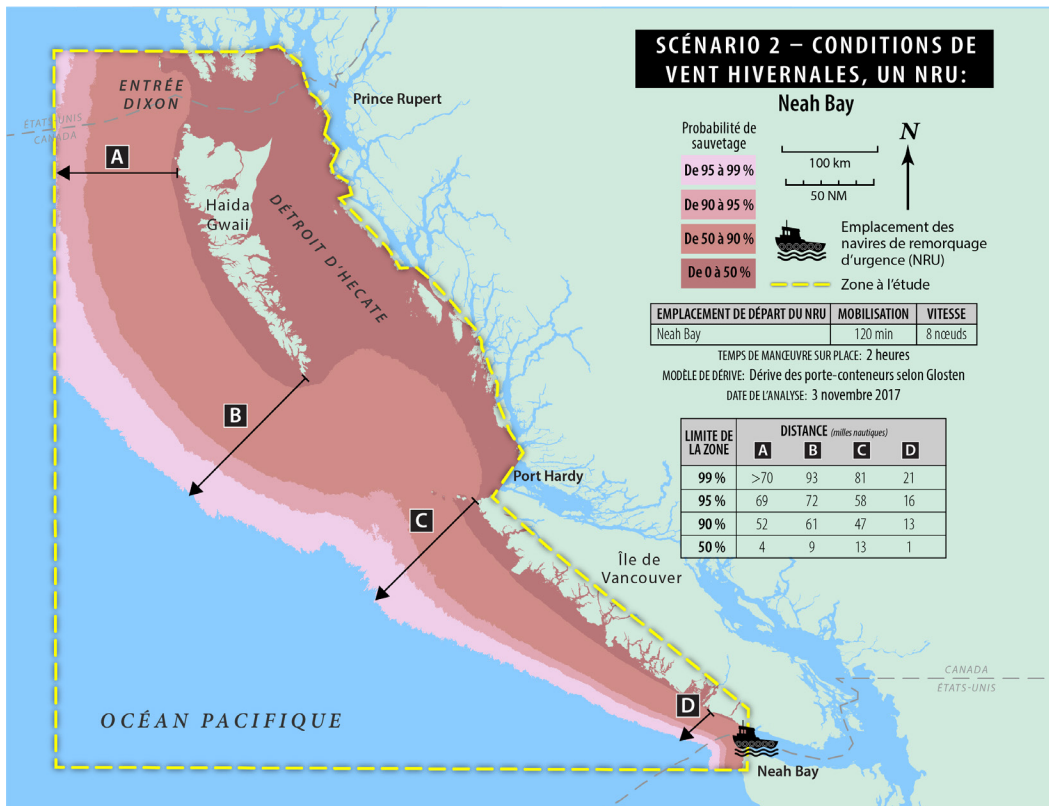 SCÉNARIO 2 – CONDITIONS DE
VENT HIVERNALES, UN NRU:
Neah Bay
Probabilité de
sauvetage
De 95 à 99 %
De 90 à 95 %
De 50 à 90 %
De 0 à 50 %
100 km
50 NM
N
Emplacement des
navires de remorquage
d'urgence (NRU)
Zone à l'étude
EMPLACEMENT DE DÉPART DU NRU MOBILISATION VITESSE
Neah Bay 120 min 8 nœuds
TEMPS DE MANŒUVRE SUR PLACE: 2 heures
MODÈLE DE DÉRIVE: Dérive des porte-conteneurs selon Glosten
DATE DE L'ANALYSE: 3 novembre 2017
LIMITE DE
LA ZONE
DISTANCE (milles nautiques)
A B C D
99 % >70 93 81 21
95 % 69 72 58 16
90 % 52 61 47 13
50 % 4 9 13 1
ENTRÉE
DIXON
Prince Rupert
ÉTATS-UNIS
CANADA
A
Haida
Gwaii
DÉTROIT D'HECATE
B
Port Hardy
C
Île de
Vancouver
CANADA
ÉTATS-UNIS
D
OCÉAN PACIFIQUE
Neah Bay